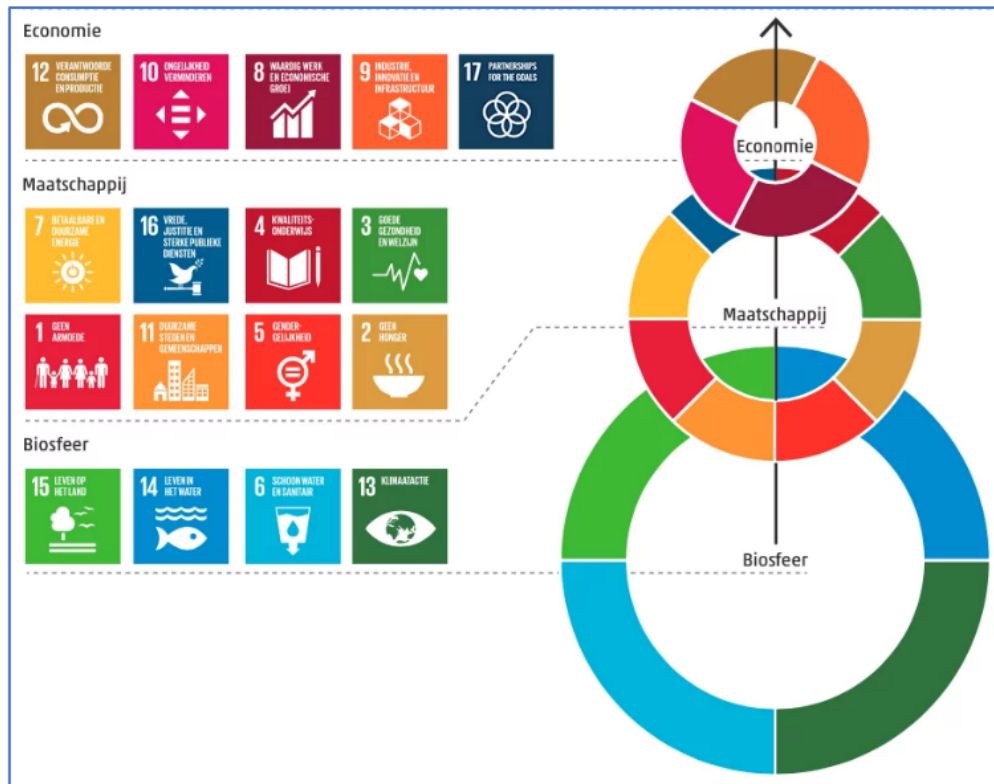 Economie
12 VERANTWOORDE
CONSUMPTIE
EN PRODUCTIE
10 ONGELIJKHEID
VERMINDEREN
8 WAARDIG WERK
EN ECONOMISCHE
GROEI
9 INDUSTRIE,
INNOVATIE EN
INFRASTRUCTUUR
17 PARTNERSHIPS
FOR THE GOALS
Economie
Maatschappij
7 BETAALBARE EN
DUURZAME
ENERGIE
16 VREDE,
JUSTITIE EN
STERKE PUBLIEKE
DIENSTEN
4 KWALITEITS-
ONDERWIJS
3 GOEDE
GEZONDHEID
EN WELZIJN
Maatschappij
1 GEEN
ARMOEDE
11 DUURZAME
STEDEN EN
GEMEENSCHAPPEN
5 GENDER-
GELIJKHEID
2 GEEN
HONGER
Biosfeer
15 LEVEN OP
HET LAND
14 LEVEN IN
HET WATER
6 SCHOON WATER
EN SANITAIR
13 KLIMAATACTIE
Biosfeer